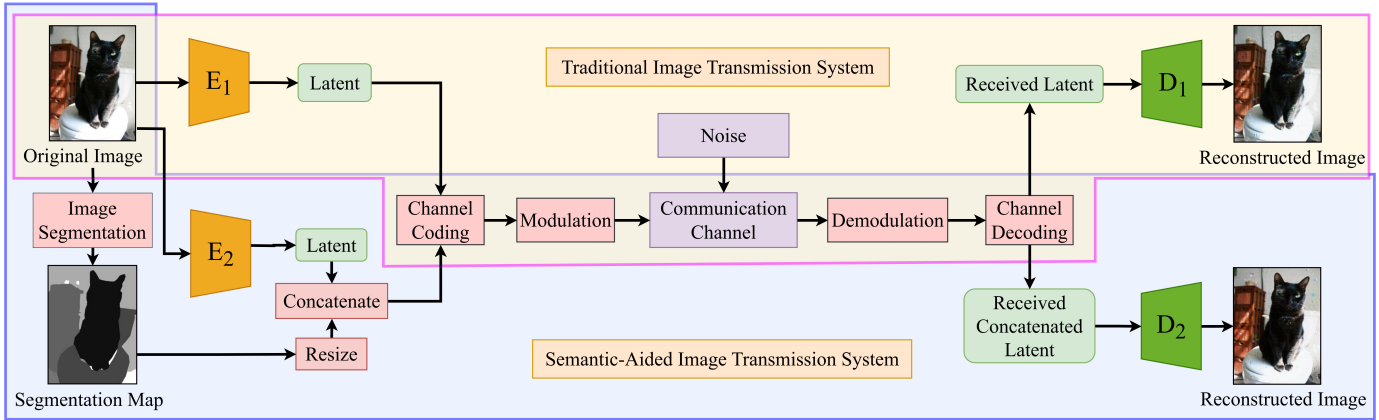 Traditional Image Transmission System
Original Image
E1
Latent
Noise
Received Latent
D1
Reconstructed Image
Image
Segmentation
Segmentation Map
E2
Latent
Concatenate
Resize
Channel
Coding
Modulation
Communication
Channel
Demodulation
Channel
Decoding
Received
Concatenated
Latent
D2
Reconstructed Image
Semantic-Aided Image Transmission System